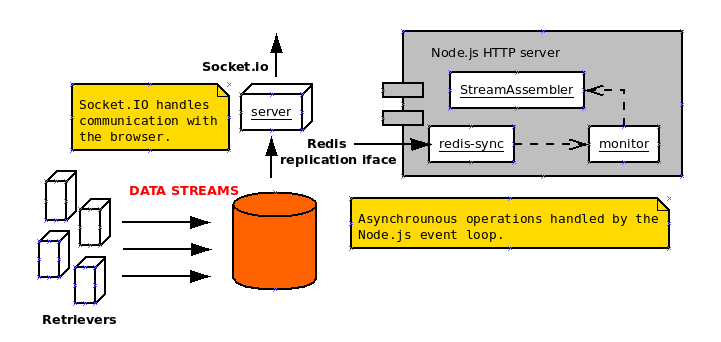 Socket.io
Socket.IO handles
communication with
the browser.
server
Node.js HTTP server
StreamAssembler
redis-sync
monitor
Redis
replication iface
DATA STREAMS
Asynchrounous operations handled by the
Node.js event loop.
Retrievers